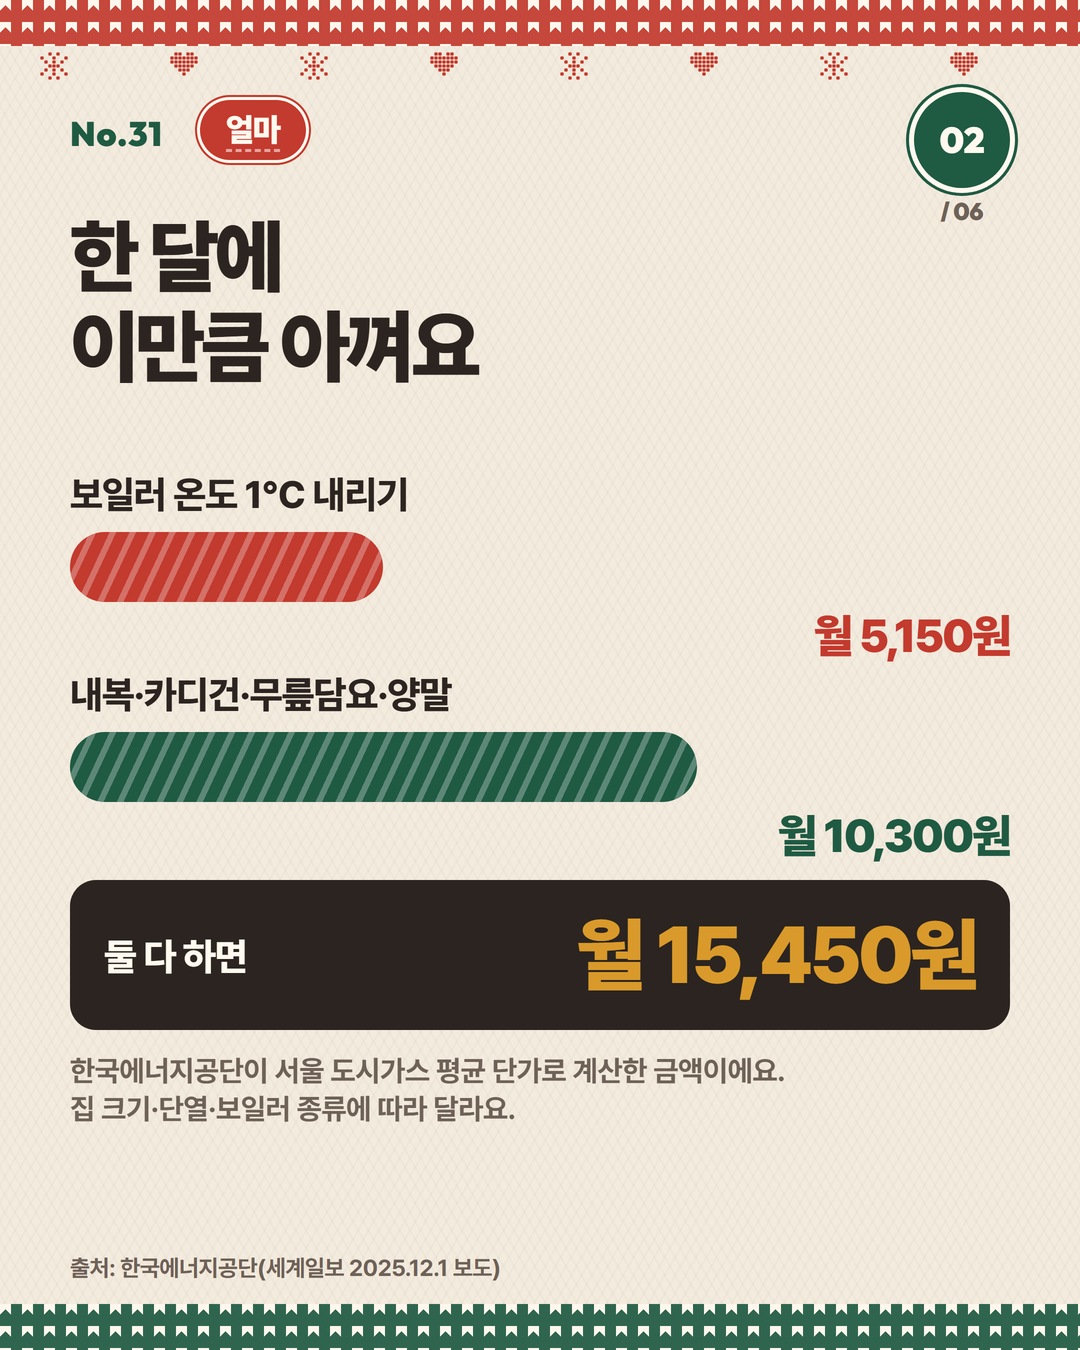 No.31
얼마
02
/ 06
한 달에
이만큼 아껴요
보일러 온도 1°C 내리기
월 5,150원
내복·카디건·무릎담요·양말
월 10,300원
둘 다 하면
월 15,450원
한국에너지공단이 서울 도시가스 평균 단가로 계산한 금액이에요.
집 크기·단열·보일러 종류에 따라 달라요.
출처: 한국에너지공단(세계일보 2025.12.1 보도)